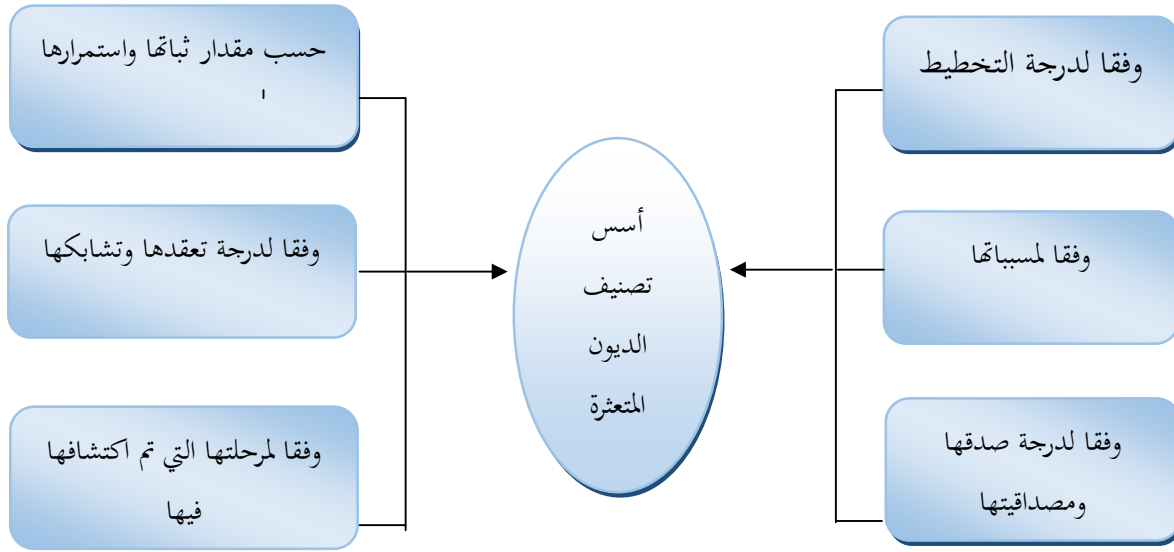 وفقا لدرجة التخطيط
وفقا لمسبباتها
وفقا لدرجة صدقها
ومصداقيتها
أسس
تصنيف
الديون
المتعثرة
حسب مقدار ثباتها واستمرارها
وفقا لدرجة تعقدها وتشابكها
وفقا لمرحلتها التي تم اكتشافها
فيها